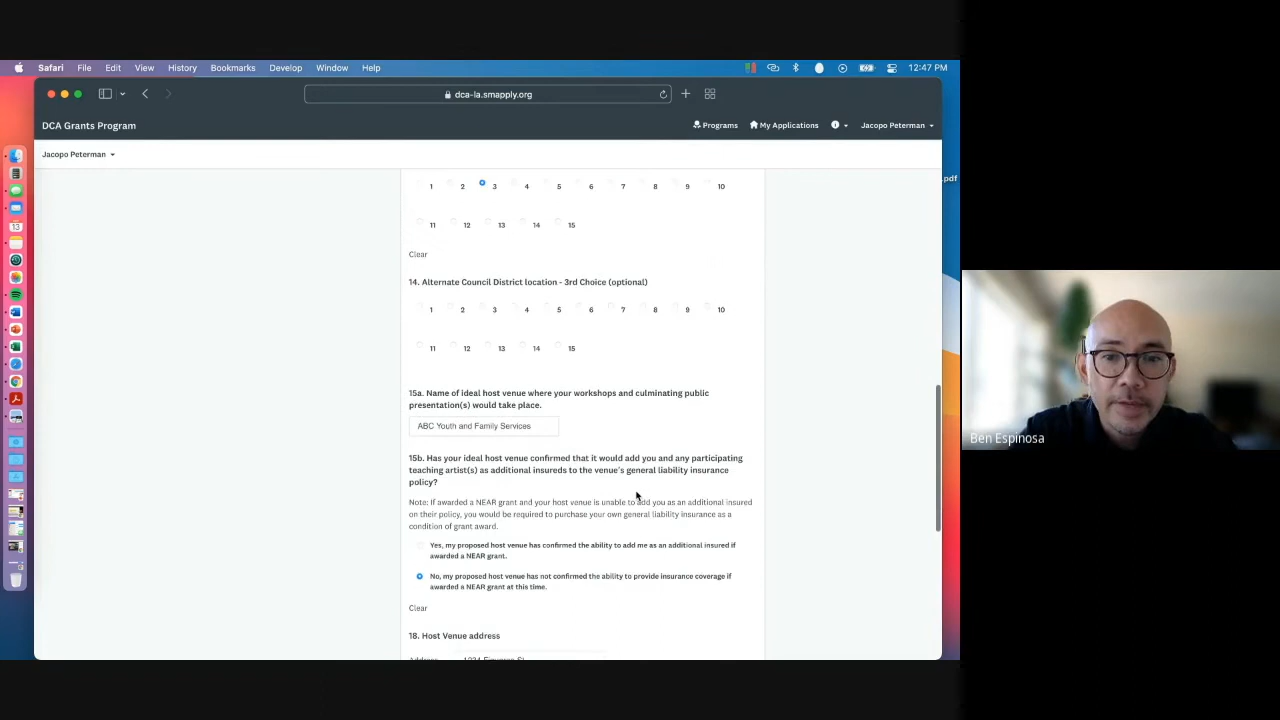 Safari File Edit View History Bookmarks Develop Window Help 12:47 PM
dca-la.smapply.org
DCA Grants Program Programs My Applications Jacopo Peterman
Jacopo Peterman
.pdf
1 2 3 4 5 6 7 8 9 10
11 12 13 14 15
Clear
14. Alternate Council District location - 3rd Choice (optional)
1 2 3 4 5 6 7 8 9 10
11 12 13 14 15
15a. Name of ideal host venue where your workshops and culminating public
presentation(s) would take place.
ABC Youth and Family Services
15b. Has your ideal host venue confirmed that it would add you and any participating
teaching artist(s) as additional insureds to the venue's general liability insurance
policy?
Note: If awarded a NEAR grant and your host venue is unable to add you as an additional insured
on their policy, you would be required to purchase your own general liability insurance as a
condition of grant award.
Yes, my proposed host venue has confirmed the ability to add me as an additional insured if
awarded a NEAR grant.
No, my proposed host venue has not confirmed the ability to provide insurance coverage if
awarded a NEAR grant at this time.
Clear
18. Host Venue address
Address 1234 Figueroa St
Ben Espinosa